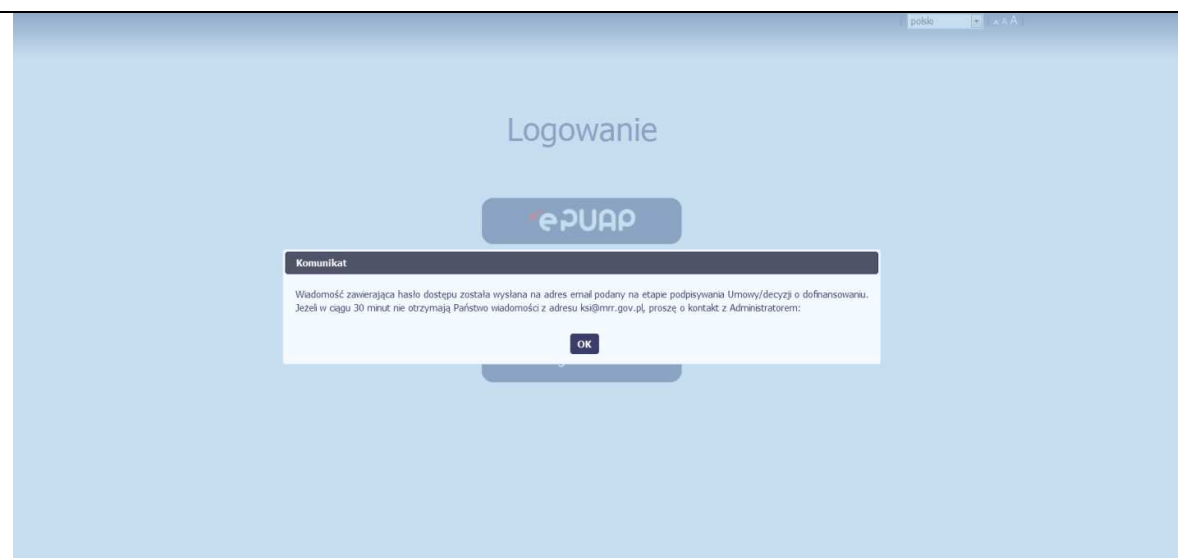 polski A A A
Logowanie
ePUAP
Komunikat
Wiadomość zawierająca hasło dostępu została wysłana na adres email podany na etapie podpisywania Umowy/decyzji o dofinansowaniu.
Jeżeli w ciągu 30 minut nie otrzymają Państwo wiadomości z adresu ksi@mrr.gov.pl, proszę o kontakt z Administratorem:
OK